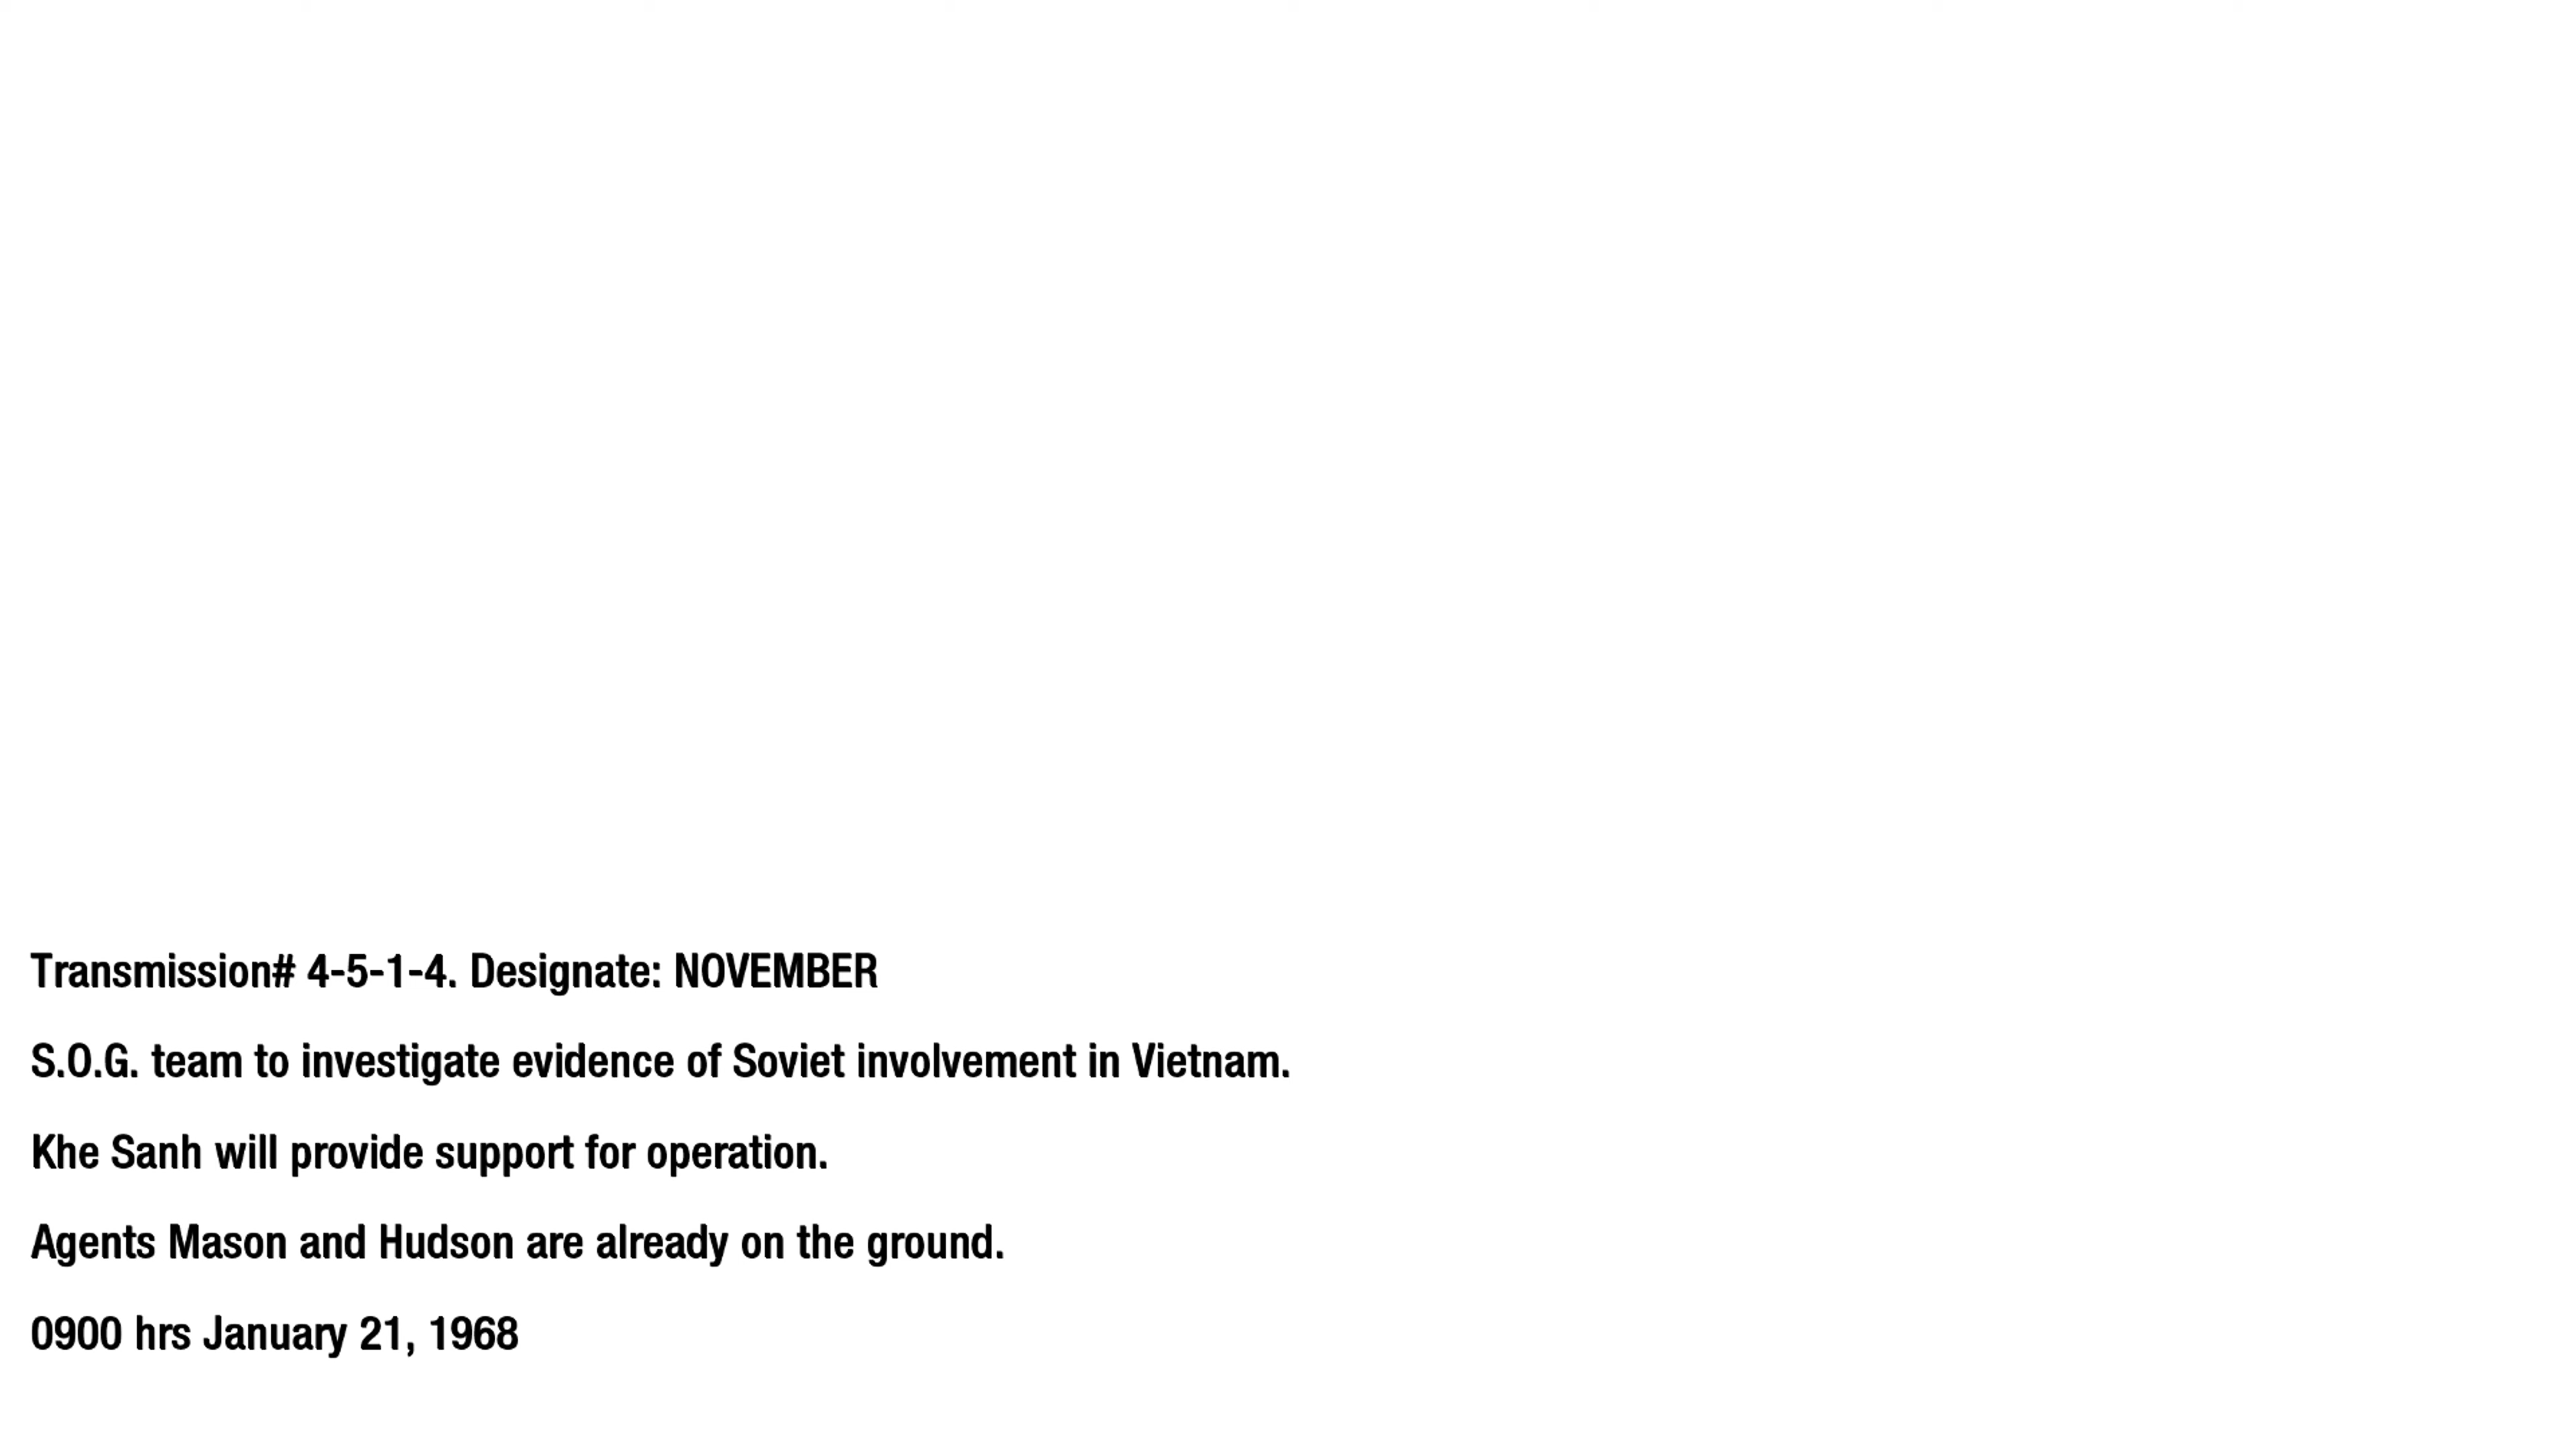 Transmission# 4-5-1-4. Designate: NOVEMBER
S.O.G. team to investigate evidence of Soviet involvement in Vietnam.
Khe Sanh will provide support for operation.
Agents Mason and Hudson are already on the ground.
0900 hrs January 21, 1968